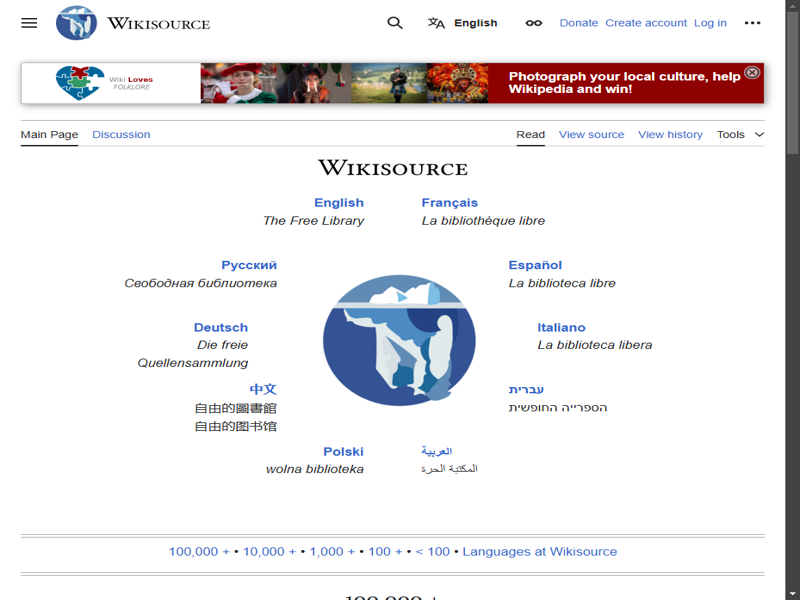 WIKISOURCE
English
Donate
Create account
Log in
Wiki Loves
FOLKLORE
Photograph your local culture, help
Wikipedia and win!
Main Page
Discussion
Read
View source
View history
Tools
WIKISOURCE
English
The Free Library
Français
La bibliothèque libre
Русский
Свободная библиотека
Español
La biblioteca libre
Deutsch
Die freie
Quellensammlung
Italiano
La biblioteca libera
中文
自由的圖書館
自由的图书馆
עברית
הספרייה החופשית
Polski
wolna biblioteka
العربية
المكتبة الحرة
100,000 + • 10,000 + • 1,000 + • 100 + • < 100 • Languages at Wikisource